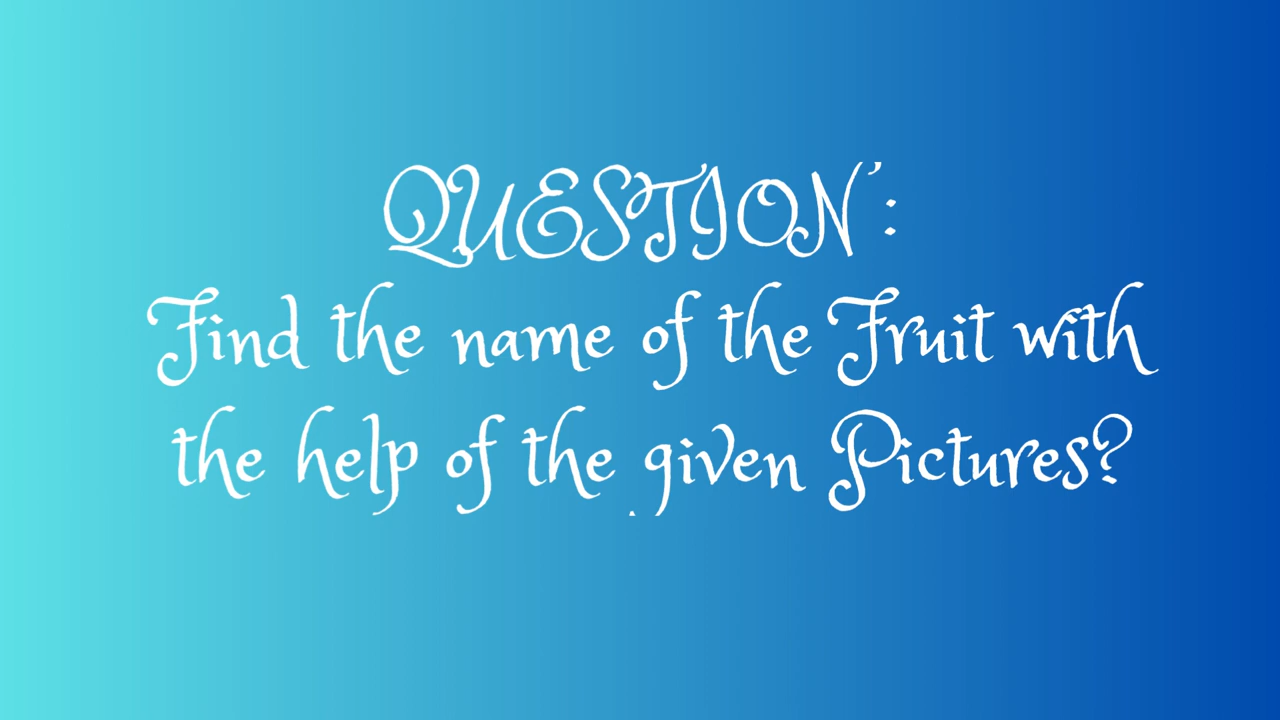 QUESTION':
Find the name of the Fruit with
the help of the given Pictures?